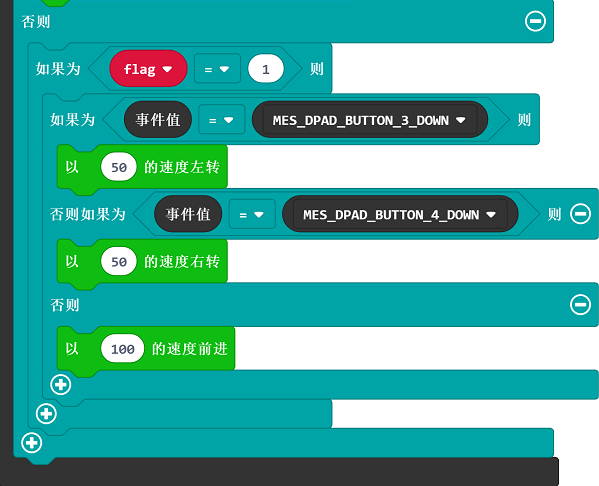 否则
如果为 flag = 1 则
如果为 事件值 = MES_DPAD_BUTTON_3_DOWN 则
以 50 的速度左转
否则如果为 事件值 = MES_DPAD_BUTTON_4_DOWN 则
以 50 的速度右转
否则
以 100 的速度前进